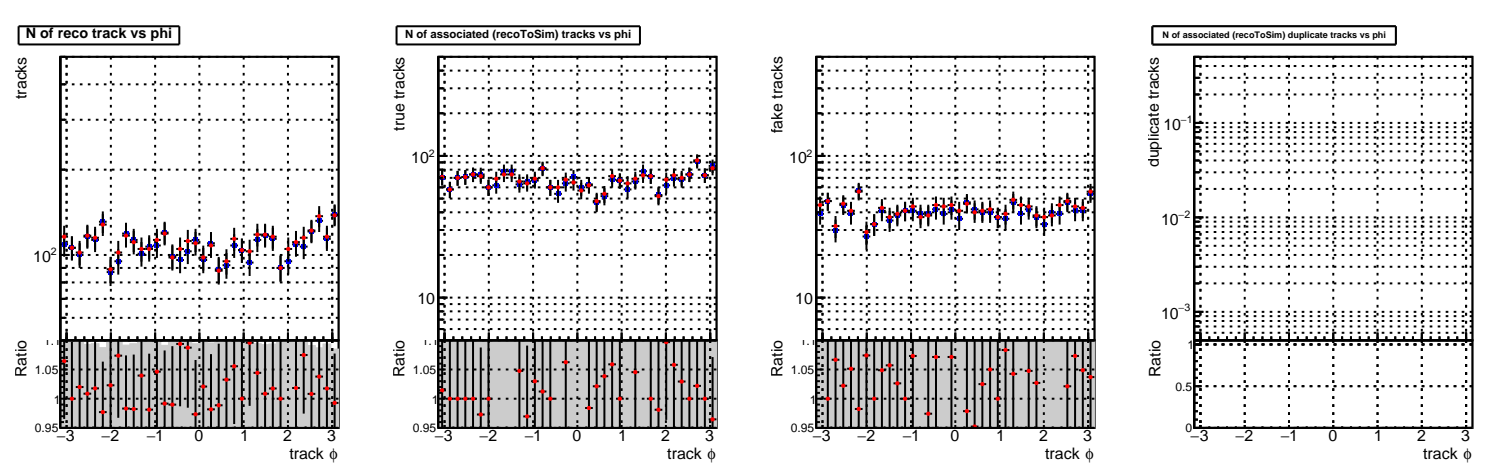 N of reco track vs phi
tracks
10²
Ratio
1.1
1.05
1
0.95
−3 −2 −1 0 1 2 3
track ϕ
N of associated (recoToSim) tracks vs phi
true tracks
10²
10
Ratio
1.05
1
0.95
−3 −2 −1 0 1 2 3
track ϕ
fake tracks
10²
10
Ratio
1.05
1
0.95
−3 −2 −1 0 1 2 3
track ϕ
N of associated (recoToSim) duplicate tracks vs phi
duplicate tracks
10⁻¹
10⁻²
10⁻³
Ratio
1
0.5
0
−3 −2 −1 0 1 2 3
track ϕ